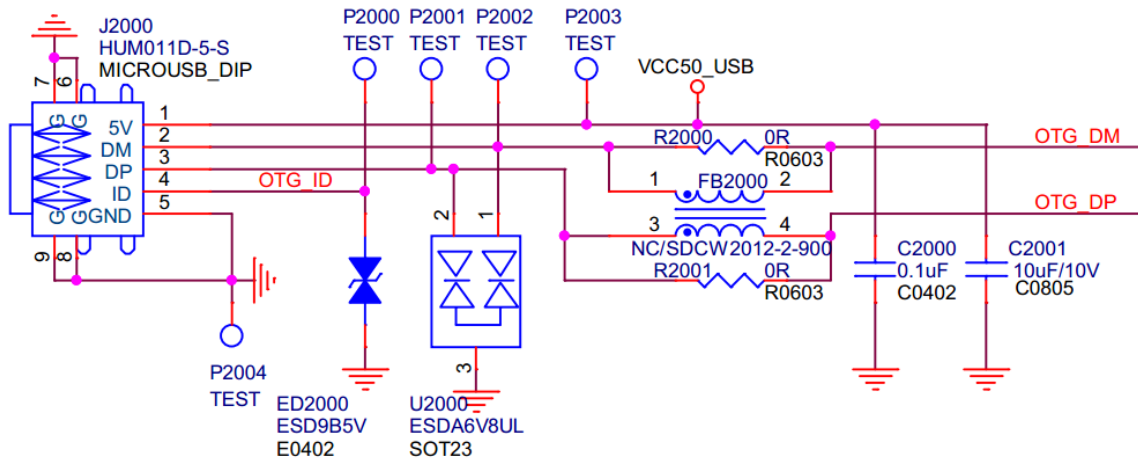 J2000
HUM011D-5-S
MICROUSB_DIP
P2000
TEST
P2001
TEST
P2002
TEST
P2003
TEST
VCC50_USB
7
6
G
G
5V
DM
DP
ID
GND
G
G
1
2
3
4
5
9
8
OTG_ID
R2000
0R
R0603
OTG_DM
1
FB2000
2
OTG_DP
3
4
NC/SDCW2012-2-900
R2001
0R
R0603
2
1
3
C2000
0.1uF
C0402
C2001
10uF/10V
C0805
P2004
TEST
ED2000
ESD9B5V
E0402
U2000
ESDA6V8UL
SOT23